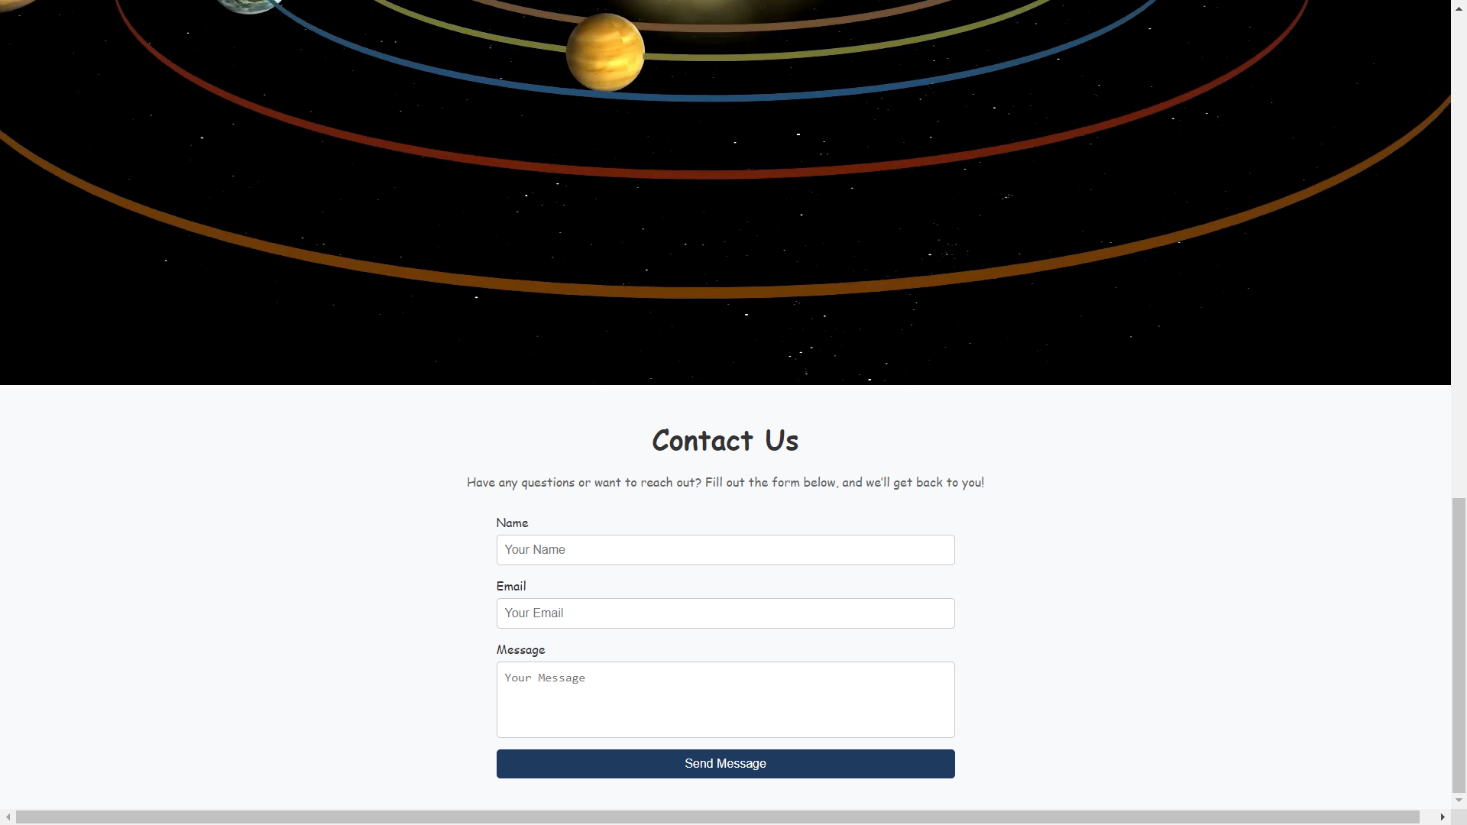 Contact Us
Have any questions or want to reach out? Fill out the form below, and we'll get back to you!
Name
Your Name
Email
Your Email
Message
Your Message
Send Message